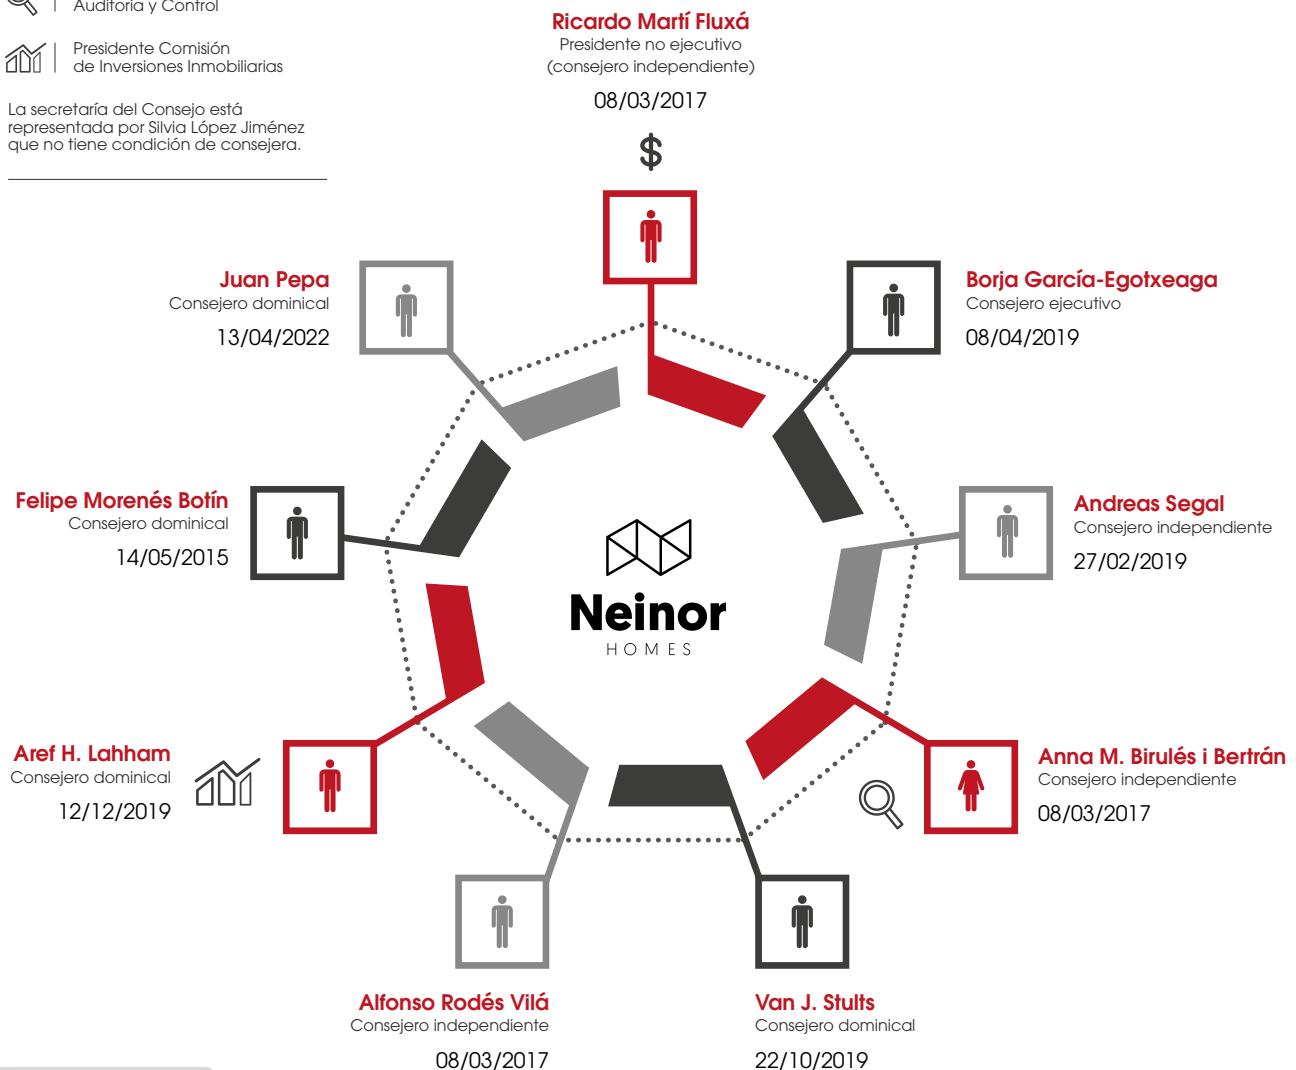 Auditoría y Control
Presidente Comisión
de Inversiones Inmobiliarias
La secretaría del Consejo está
representada por Silvia López Jiménez
que no tiene condición de consejera.
Ricardo Martí Fluxá
Presidente no ejecutivo
(consejero independiente)
08/03/2017
$
Juan Pepa
Consejero dominical
13/04/2022
Borja García-Egotxeaga
Consejero ejecutivo
08/04/2019
Felipe Morenés Botín
Consejero dominical
14/05/2015
Andreas Segal
Consejero independiente
27/02/2019
Neinor
HOMES
Aref H. Lahham
Consejero dominical
12/12/2019
Anna M. Birulés i Bertrán
Consejero independiente
08/03/2017
Alfonso Rodés Vilá
Consejero independiente
08/03/2017
Van J. Stults
Consejero dominical
22/10/2019